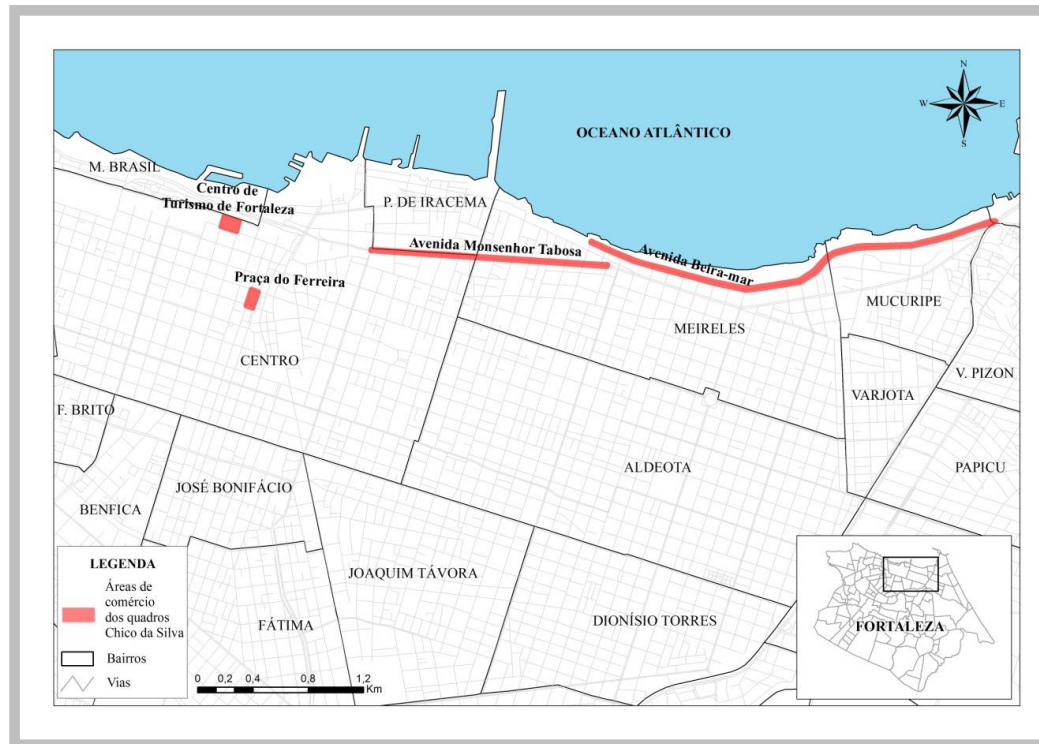 N
W
E
S
OCEANO ATLÂNTICO
M. BRASIL
Centro de
Turismo de Fortaleza
P. DE IRACEMA
Avenida Monsenhor Tabosa
Avenida Beira-mar
Praça do Ferreira
MUCURIPE
MEIRELES
CENTRO
V. PIZON
VARJOTA
F. BRITO
ALDEOTA
PAPICU
JOSÉ BONIFÁCIO
BENFICA
JOAQUIM TÁVORA
DIONÍSIO TORRES
FÁTIMA
LEGENDA
Áreas de
comércio
dos quadros
Chico da Silva
Bairros
Vias
0 0,2 0,4 0,8 1,2
Km
FORTALEZA